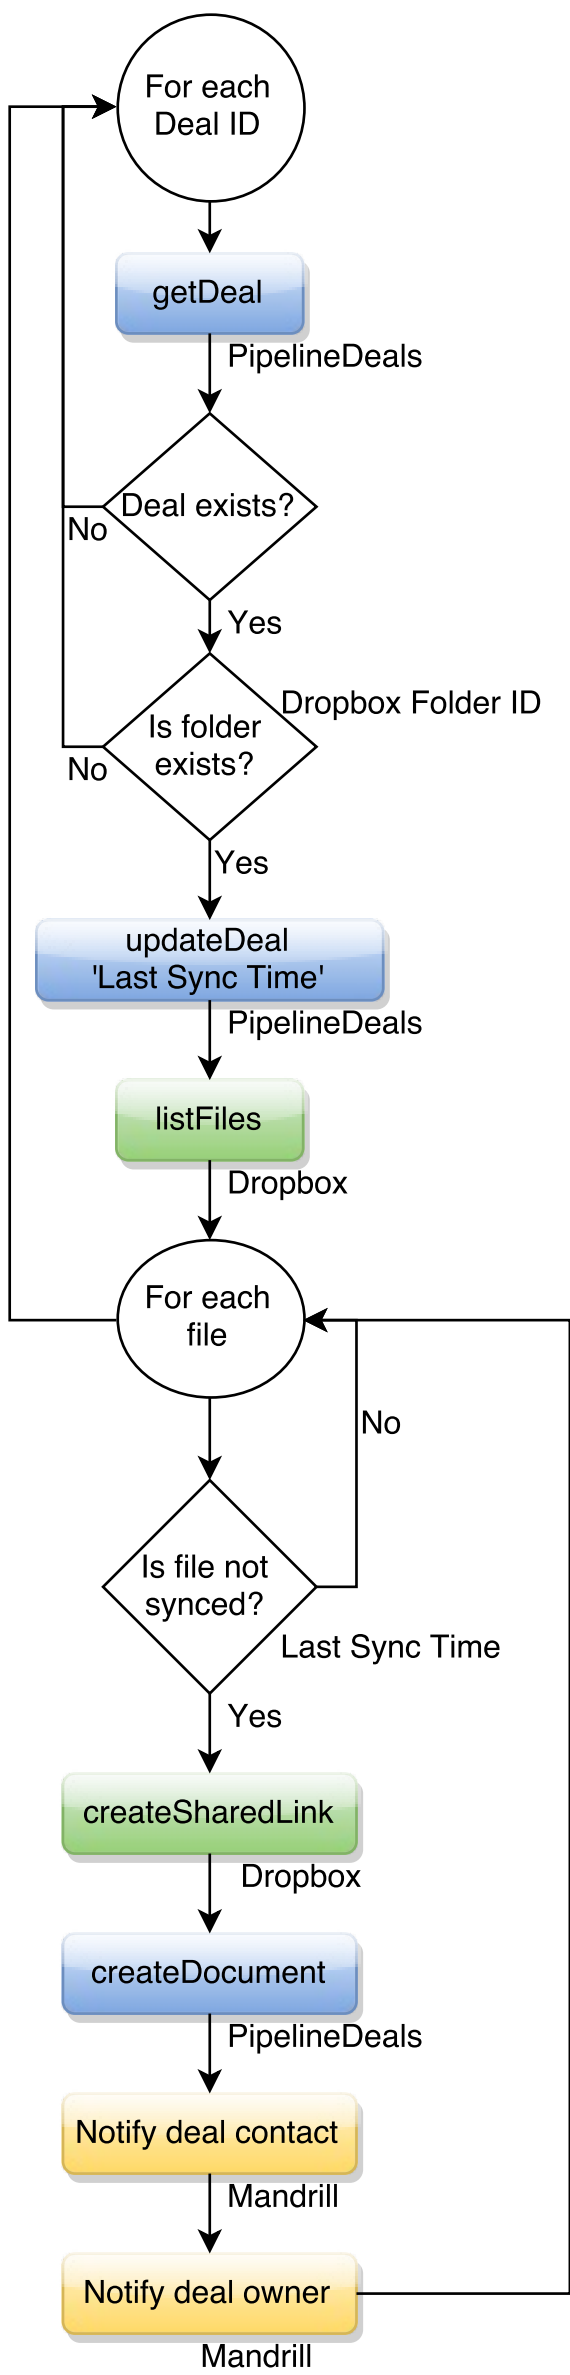 For each
Deal ID
getDeal
PipelineDeals
Deal exists?
No
Yes
Dropbox Folder ID
Is folder
exists?
No
Yes
updateDeal
'Last Sync Time'
PipelineDeals
listFiles
Dropbox
For each
file
No
Is file not
synced?
Last Sync Time
Yes
createSharedLink
Dropbox
createDocument
PipelineDeals
Notify deal contact
Mandrill
Notify deal owner
Mandrill